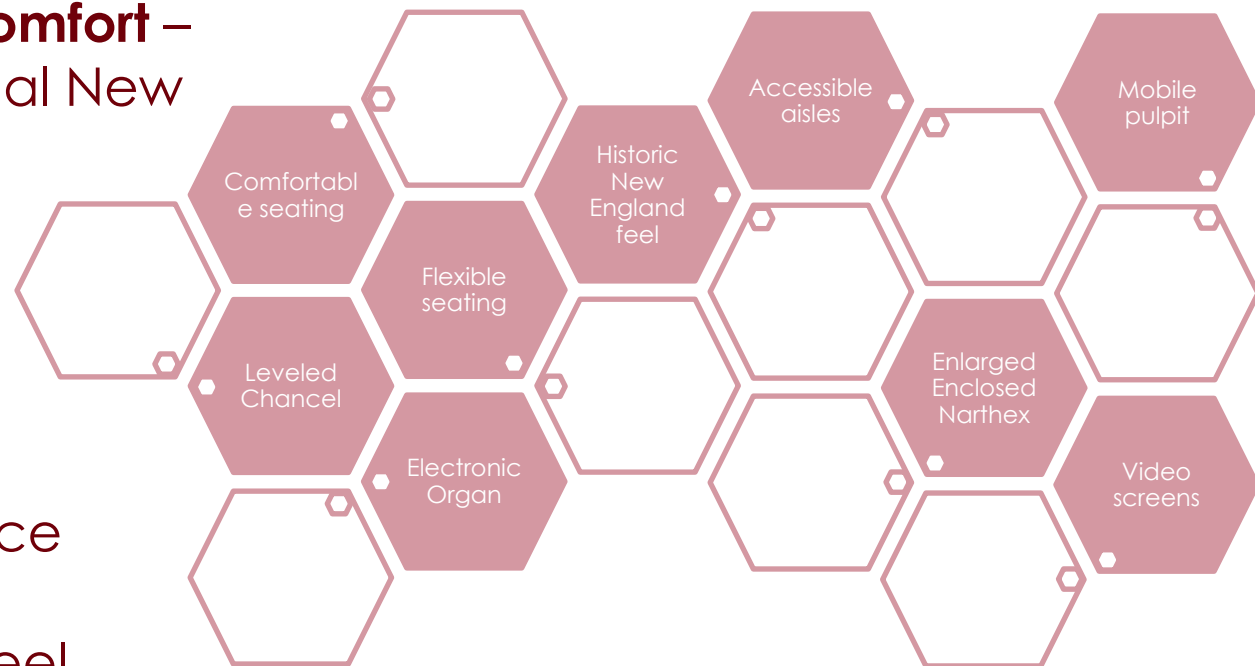 omfort –
al New
ce
eel
Comfortabl
e seating
Flexible
seating
Leveled
Chancel
Electronic
Organ
Historic
New
England
feel
Accessible
aisles
Enlarged
Enclosed
Narthex
Mobile
pulpit
Video
screens